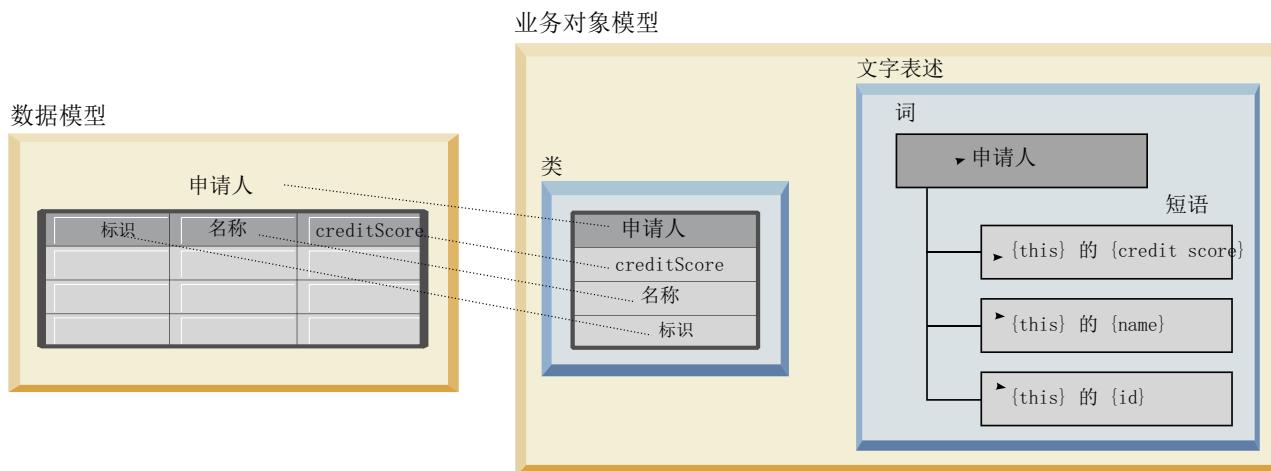 业务对象模型
文字表述
数据模型
词
申请人
类
申请人
短语
标识 名称 creditScore
申请人
{this} 的 {credit score}
creditScore
名称
{this} 的 {name}
标识
{this} 的 {id}